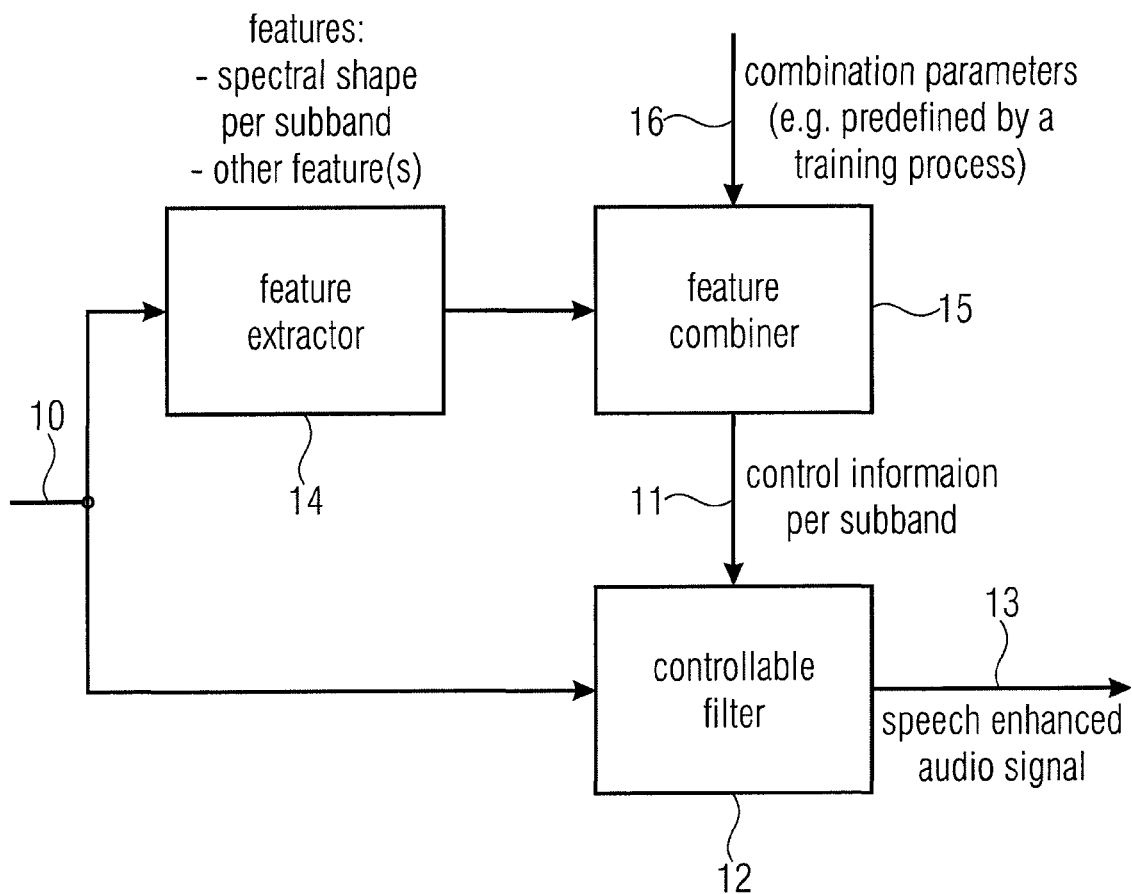 features:
- spectral shape
per subband
- other feature(s)
combination parameters
(e.g. predefined by a
training process)
16
feature
extractor
feature
combiner
15
10
14
11
control informaion
per subband
controllable
filter
13
speech enhanced
audio signal
12